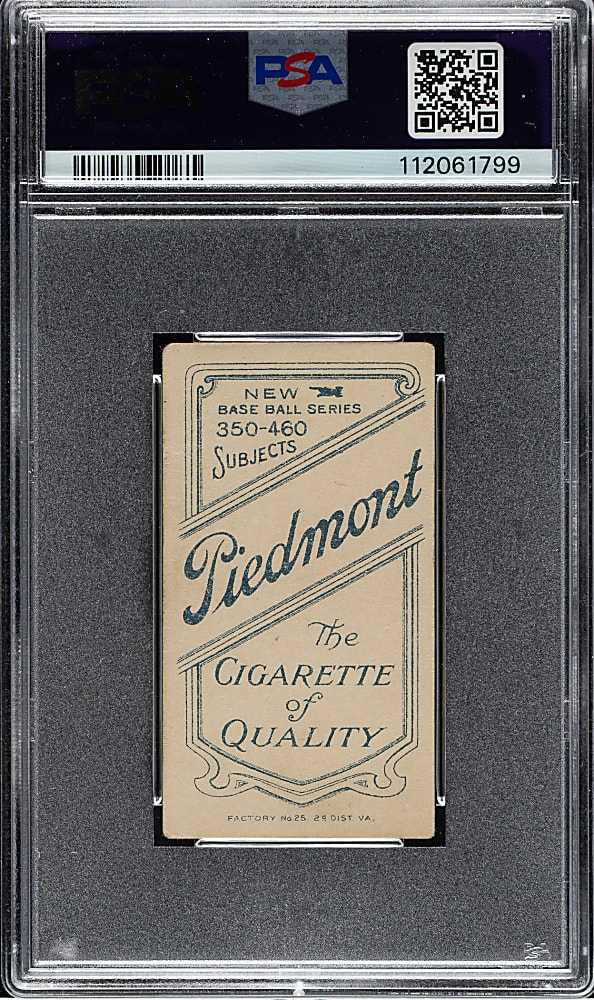 PSA
112061799
NEW
BASE BALL SERIES
350-460
SUBJECTS
Piedmont
The
CIGARETTE
of
QUALITY
FACTORY No. 25. 2d DIST. VA.